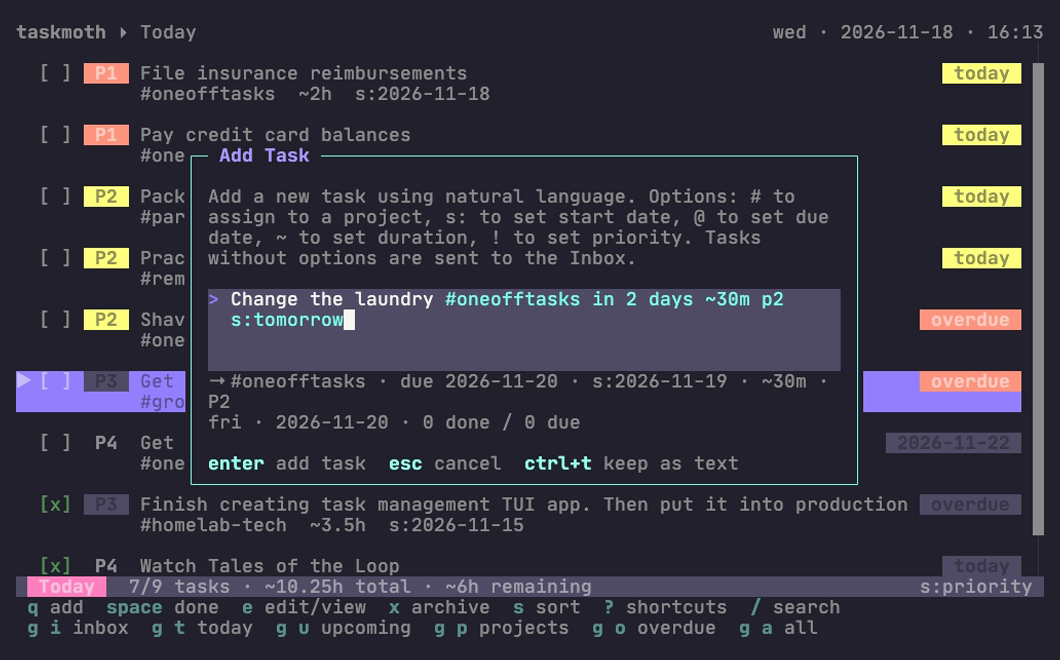 taskmoth ▸ Today wed · 2026-11-18 · 16:13
[ ] P1 File insurance reimbursements today
#oneofftasks ~2h s:2026-11-18
[ ] P1 Pay credit card balances today
#one
Add Task
[ ] P2 Pack today
#par
[ ] P2 Prac today
#rem
[ ] P2 Shav overdue
#one
▶ [ ] P3 Get overdue
#gro
[ ] P4 Get 2026-11-22
#one
Add a new task using natural language. Options: # to
assign to a project, s: to set start date, @ to set due
date, ~ to set duration, ! to set priority. Tasks
without options are sent to the Inbox.
> Change the laundry #oneofftasks in 2 days ~30m p2
s:tomorrow
→ #oneofftasks · due 2026-11-20 · s:2026-11-19 · ~30m ·
P2
fri · 2026-11-20 · 0 done / 0 due
enter add task esc cancel ctrl+t keep as text
[x] P3 Finish creating task management TUI app. Then put it into production overdue
#homelab-tech ~3.5h s:2026-11-15
[x] P4 Watch Tales of the Loop today
Today 7/9 tasks · ~10.25h total · ~6h remaining s:priority
q add space done e edit/view x archive s sort ? shortcuts / search
g i inbox g t today g u upcoming g p projects g o overdue g a all